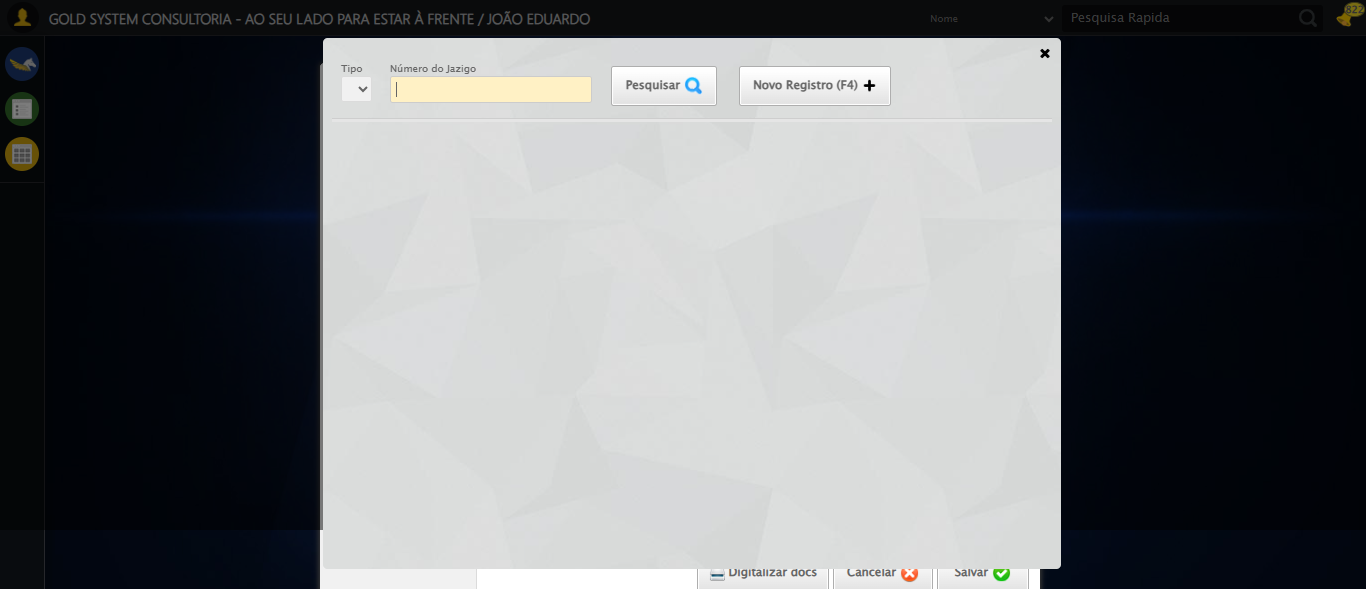 GOLD SYSTEM CONSULTORIA - AO SEU LADO PARA ESTAR À FRENTE / JOÃO EDUARDO
Nome
Pesquisa Rapida
822
Tipo
Número do Jazigo
Pesquisar
Novo Registro (F4)
Digitalizar docs
Cancelar
Salvar